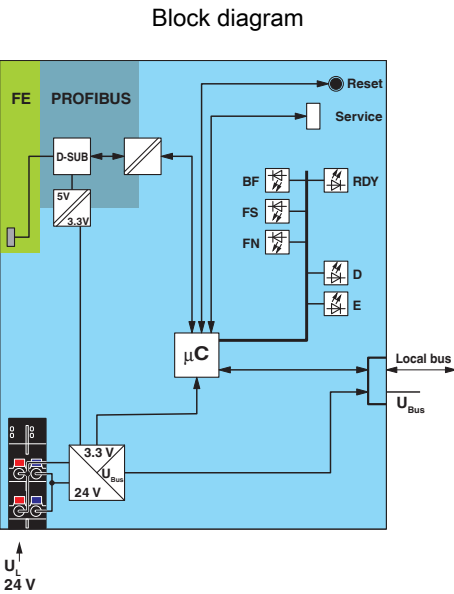 Block diagram
FE PROFIBUS
Reset
Service
D-SUB
5V
3.3V
BF
RDY
FS
FN
D
E
µC
Local bus
UBus
3.3 V
UBus
24 V
UL
24 V